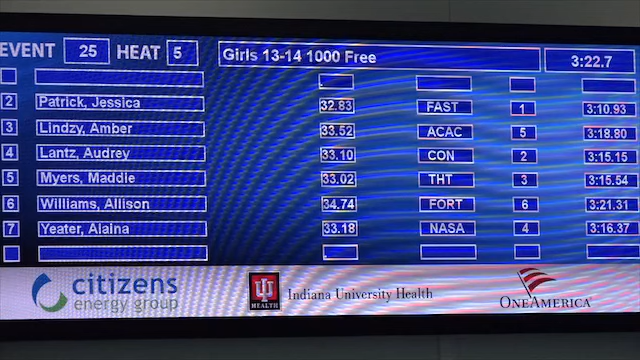 EVENT 25 HEAT 5 Girls 13-14 1000 Free 3:22.7
2 Patrick, Jessica 32.83 FAST 1 3:10.93
3 Lindzy, Amber 33.52 ACAC 5 3:18.80
4 Lantz, Audrey 33.10 CON 2 3:15.15
5 Myers, Maddie 33.02 THT 3 3:15.54
6 Williams, Allison 34.74 FORT 6 3:21.31
7 Yeater, Alaina 33.18 NASA 4 3:16.37
citizens
energy group
IU
HEALTH
Indiana University Health
ONEAMERICA